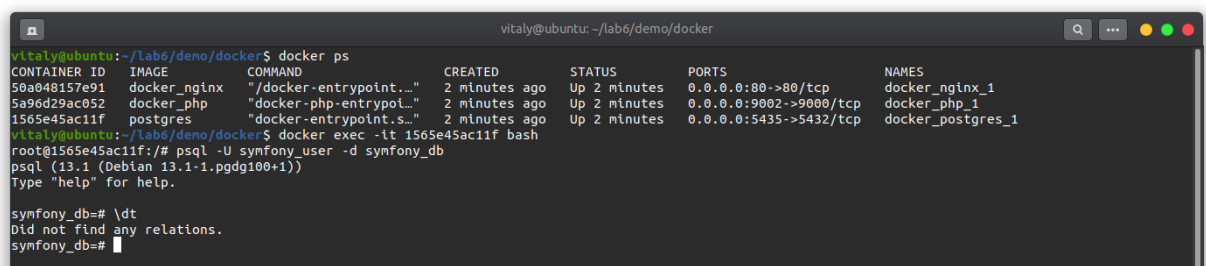 vitaly@ubuntu: ~/lab6/demo/docker
vitaly@ubuntu:~/lab6/demo/docker$ docker ps
CONTAINER ID   IMAGE          COMMAND                  CREATED         STATUS         PORTS                    NAMES
50a048157e91   docker_nginx   "/docker-entrypoint.…"   2 minutes ago   Up 2 minutes   0.0.0.0:80->80/tcp       docker_nginx_1
5a96d29ac052   docker_php     "docker-php-entrypoi…"   2 minutes ago   Up 2 minutes   0.0.0.0:9002->9000/tcp   docker_php_1
1565e45ac11f   postgres       "docker-entrypoint.s…"   2 minutes ago   Up 2 minutes   0.0.0.0:5435->5432/tcp   docker_postgres_1
vitaly@ubuntu:~/lab6/demo/docker$ docker exec -it 1565e45ac11f bash
root@1565e45ac11f:/# psql -U symfony_user -d symfony_db
psql (13.1 (Debian 13.1-1.pgdg100+1))
Type "help" for help.
symfony_db=# \dt
Did not find any relations.
symfony_db=#